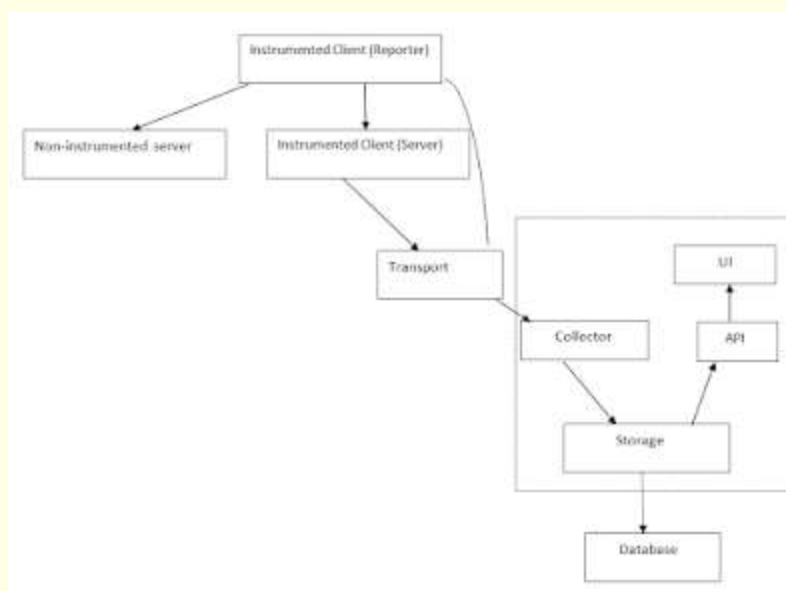 Instrumented Client (Reporter)
Non-instrumented server
Instrumented Client (Server)
Transport
UI
Collector
API
Storage
Database